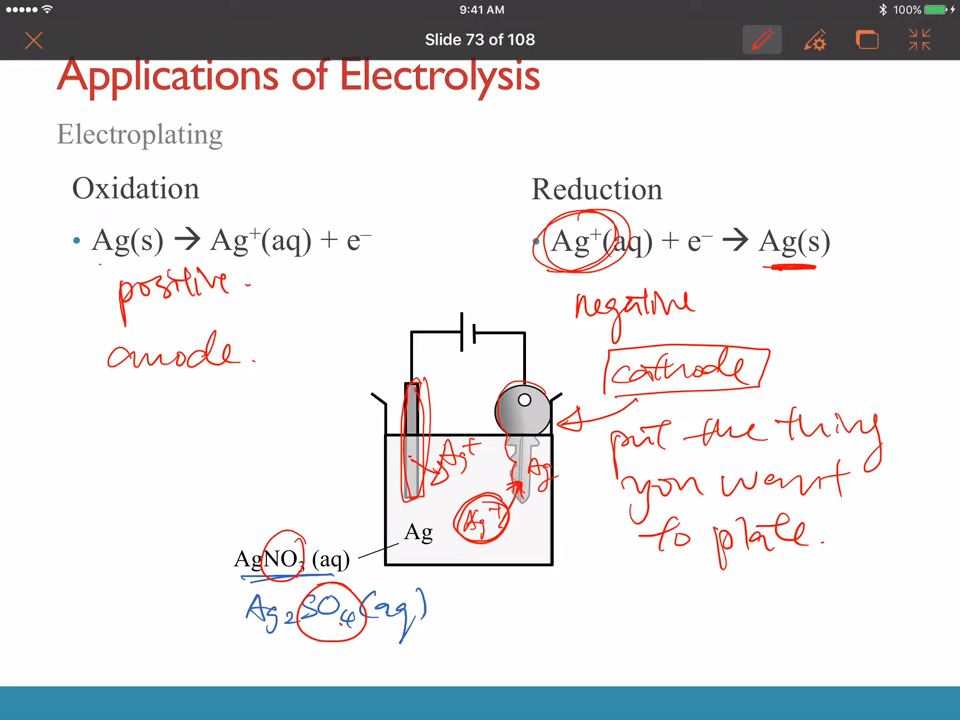 9:41 AM
100%
Slide 73 of 108
Applications of Electrolysis
Electroplating
Oxidation
• Ag(s) → Ag⁺(aq) + e⁻
positive.
anode.
Reduction
• Ag⁺(aq) + e⁻ → Ag(s)
negative
cathode
put the thing
you want
to plate.
Ag⁺
Ag
Ag⁺
Ag
AgNO₃ (aq)
Ag₂SO₄(aq)